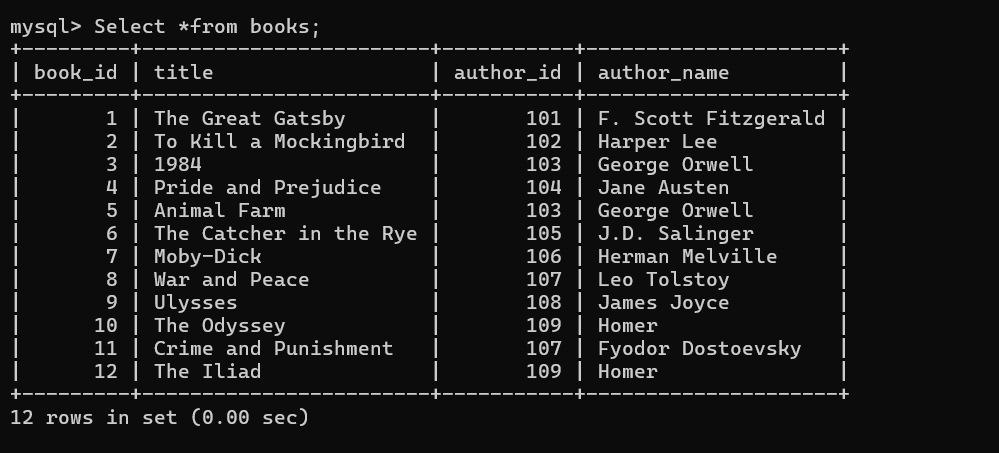 mysql> Select *from books;
+---------+------------------------+-----------+---------------------+
| book_id | title                  | author_id | author_name         |
+---------+------------------------+-----------+---------------------+
|       1 | The Great Gatsby       |       101 | F. Scott Fitzgerald |
|       2 | To Kill a Mockingbird  |       102 | Harper Lee          |
|       3 | 1984                   |       103 | George Orwell       |
|       4 | Pride and Prejudice    |       104 | Jane Austen         |
|       5 | Animal Farm            |       103 | George Orwell       |
|       6 | The Catcher in the Rye |       105 | J.D. Salinger       |
|       7 | Moby-Dick              |       106 | Herman Melville     |
|       8 | War and Peace          |       107 | Leo Tolstoy         |
|       9 | Ulysses                |       108 | James Joyce         |
|      10 | The Odyssey            |       109 | Homer               |
|      11 | Crime and Punishment   |       107 | Fyodor Dostoevsky   |
|      12 | The Iliad              |       109 | Homer               |
+---------+------------------------+-----------+---------------------+
12 rows in set (0.00 sec)